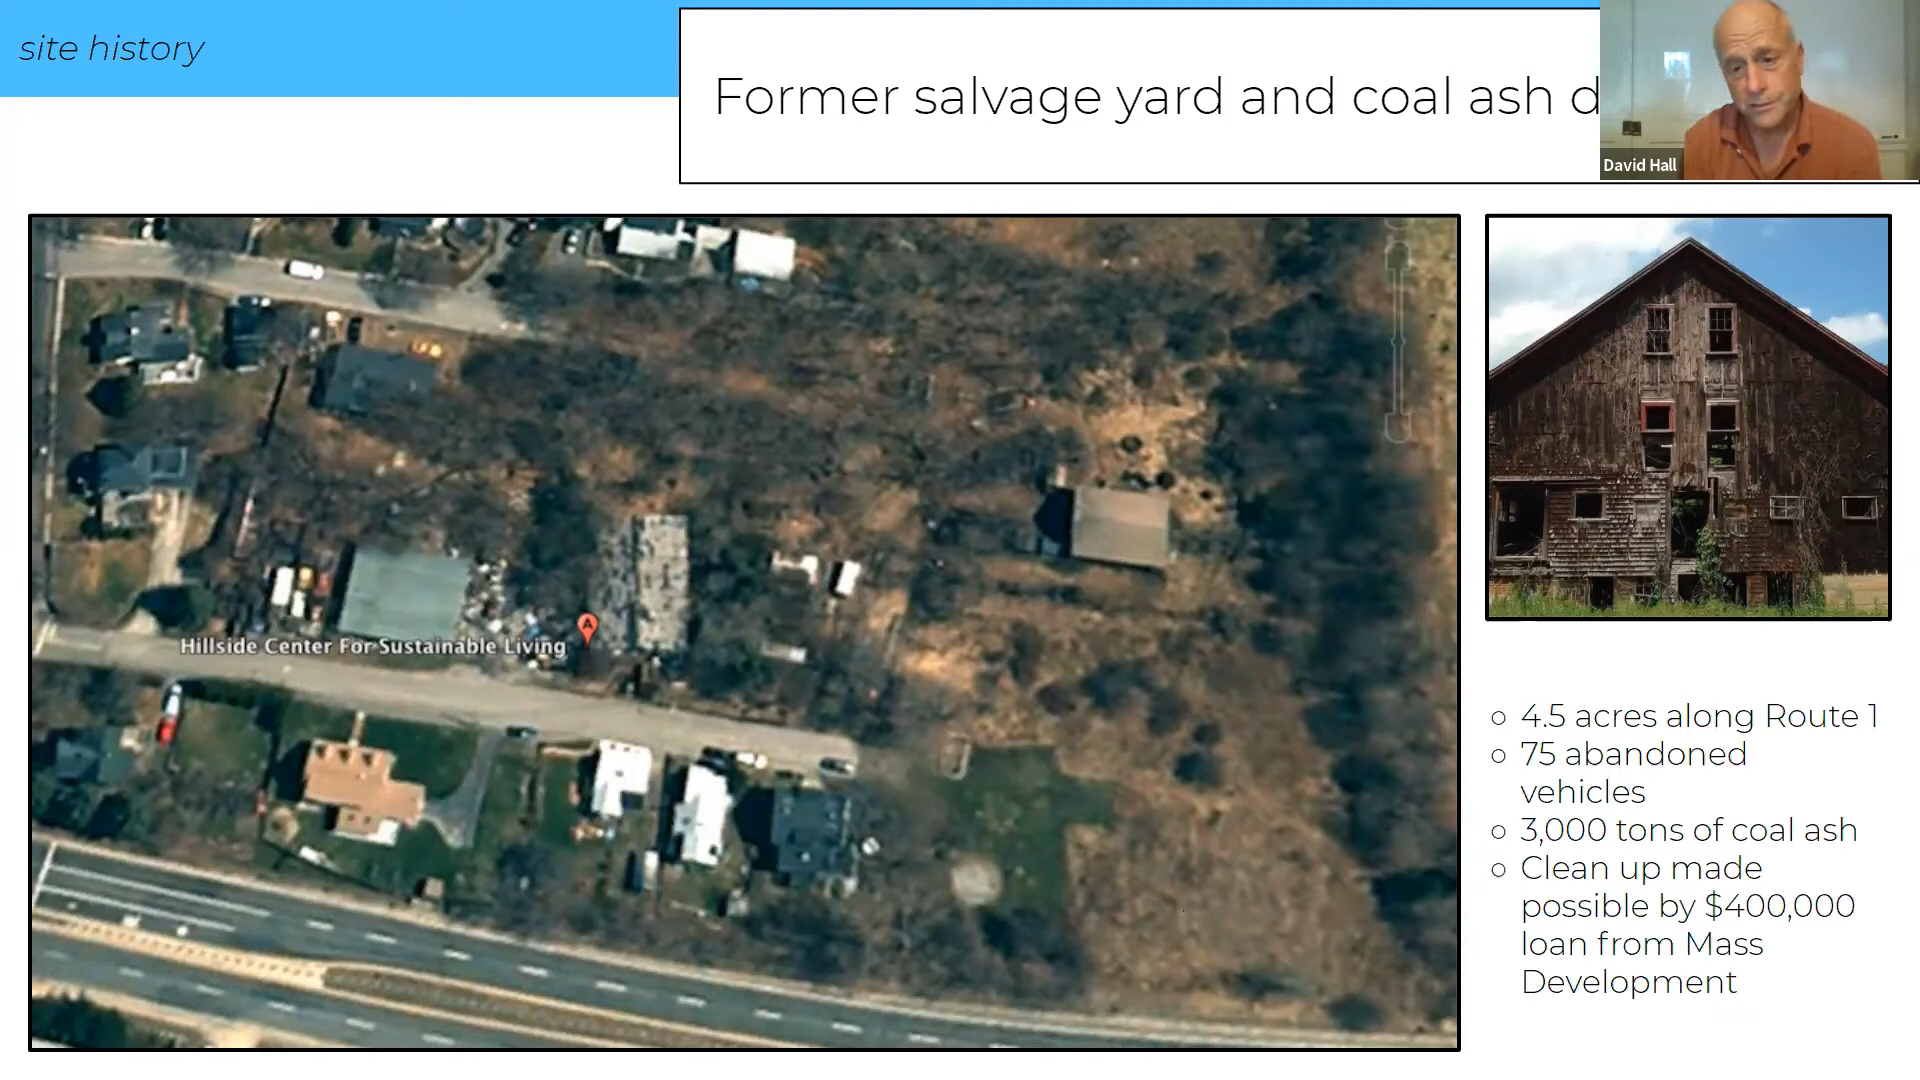 site history
Former salvage yard and coal ash d
David Hall
A
Hillside Center For Sustainable Living
4.5 acres along Route 1
75 abandoned
vehicles
3,000 tons of coal ash
Clean up made
possible by $400,000
loan from Mass
Development